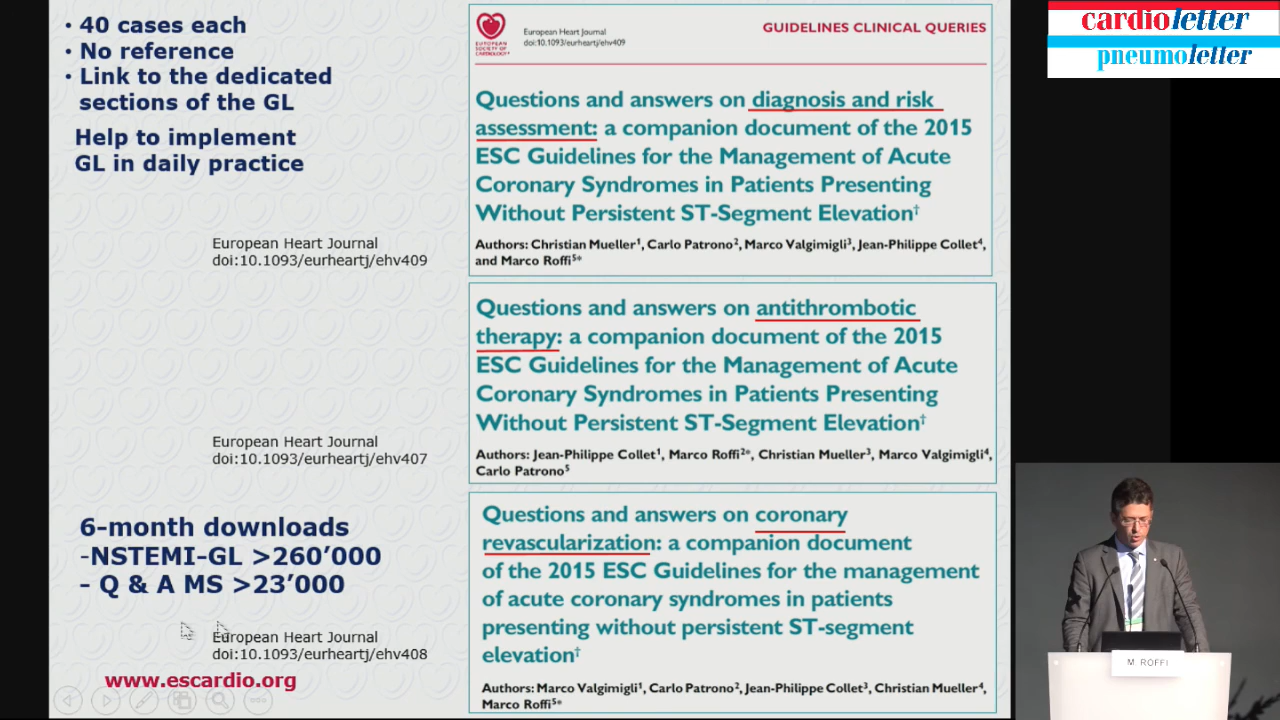 • 40 cases each
• No reference
• Link to the dedicated
sections of the GL
Help to implement
GL in daily practice
European Heart Journal
doi:10.1093/eurheartj/ehv409
European Heart Journal
doi:10.1093/eurheartj/ehv407
6-month downloads
-NSTEMI-GL >260’000
- Q & A MS >23’000
European Heart Journal
doi:10.1093/eurheartj/ehv408
www.escardio.org
EUROPEAN
SOCIETY OF
CARDIOLOGY®
European Heart Journal
doi:10.1093/eurheartj/ehv409
GUIDELINES CLINICAL QUERIES
Questions and answers on diagnosis and risk
assessment: a companion document of the 2015
ESC Guidelines for the Management of Acute
Coronary Syndromes in Patients Presenting
Without Persistent ST-Segment Elevation†
Authors: Christian Mueller1, Carlo Patrono2, Marco Valgimigli3, Jean-Philippe Collet4,
and Marco Roffi5*
Questions and answers on antithrombotic
therapy: a companion document of the 2015
ESC Guidelines for the Management of Acute
Coronary Syndromes in Patients Presenting
Without Persistent ST-Segment Elevation†
Authors: Jean-Philippe Collet1, Marco Roffi2*, Christian Mueller3, Marco Valgimigli4,
Carlo Patrono5
Questions and answers on coronary
revascularization: a companion document
of the 2015 ESC Guidelines for the management
of acute coronary syndromes in patients
presenting without persistent ST-segment
elevation†
Authors: Marco Valgimigli1, Carlo Patrono2, Jean-Philippe Collet3, Christian Mueller4,
Marco Roffi5*
cardioletter
pneumoletter
M. ROFFI